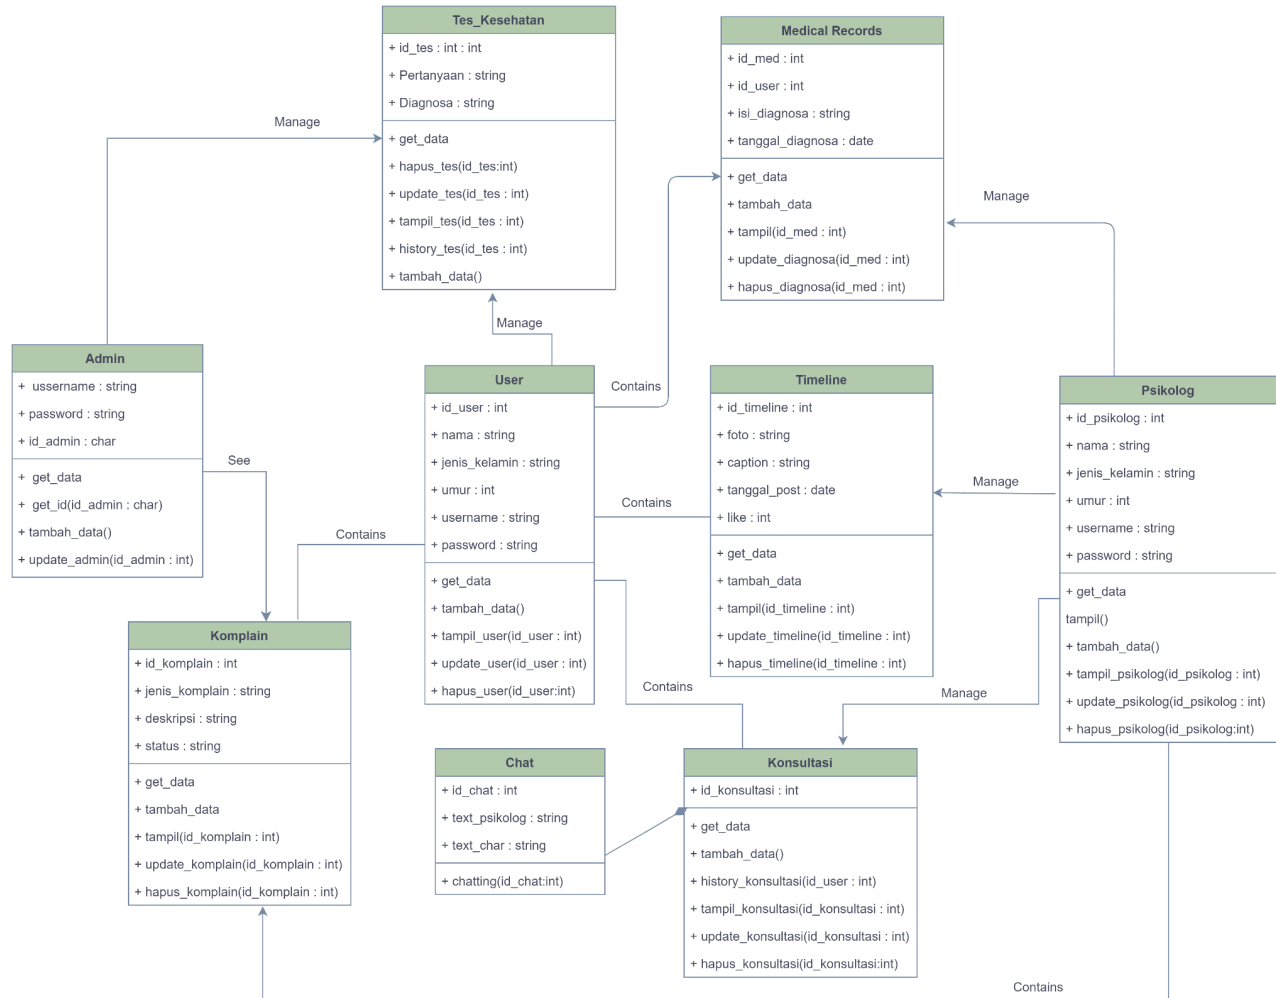 Tes_Kesehatan
+ id_tes : int : int
+ Pertanyaan : string
+ Diagnosa : string
+ get_data
+ hapus_tes(id_tes:int)
+ update_tes(id_tes : int)
+ tampil_tes(id_tes : int)
+ history_tes(id_tes : int)
+ tambah_data()
Medical Records
+ id_med : int
+ id_user : int
+ isi_diagnosa : string
+ tanggal_diagnosa : date
+ get_data
+ tambah_data
+ tampil(id_med : int)
+ update_diagnosa(id_med : int)
+ hapus_diagnosa(id_med : int)
Manage
Manage
Manage
Admin
+ ussername : string
+ password : string
+ id_admin : char
+ get_data
+ get_id(id_admin : char)
+ tambah_data()
+ update_admin(id_admin : int)
See
User
+ id_user : int
+ nama : string
+ jenis_kelamin : string
+ umur : int
+ username : string
+ password : string
+ get_data
+ tambah_data()
+ tampil_user(id_user : int)
+ update_user(id_user : int)
+ hapus_user(id_user:int)
Contains
Contains
Contains
Timeline
+ id_timeline : int
+ foto : string
+ caption : string
+ tanggal_post : date
+ like : int
+ get_data
+ tambah_data
+ tampil(id_timeline : int)
+ update_timeline(id_timeline : int)
+ hapus_timeline(id_timeline : int)
Manage
Psikolog
+ id_psikolog : int
+ nama : string
+ jenis_kelamin : string
+ umur : int
+ username : string
+ password : string
+ get_data
tampil()
+ tambah_data()
+ tampil_psikolog(id_psikolog : int)
+ update_psikolog(id_psikolog : int)
+ hapus_psikolog(id_psikolog:int)
Komplain
+ id_komplain : int
+ jenis_komplain : string
+ deskripsi : string
+ status : string
+ get_data
+ tambah_data
+ tampil(id_komplain : int)
+ update_komplain(id_komplain : int)
+ hapus_komplain(id_komplain : int)
Contains
Manage
Chat
+ id_chat : int
+ text_psikolog : string
+ text_char : string
+ chatting(id_chat:int)
Konsultasi
+ id_konsultasi : int
+ get_data
+ tambah_data()
+ history_konsultasi(id_user : int)
+ tampil_konsultasi(id_konsultasi : int)
+ update_konsultasi(id_konsultasi : int)
+ hapus_konsultasi(id_konsultasi:int)
Contains